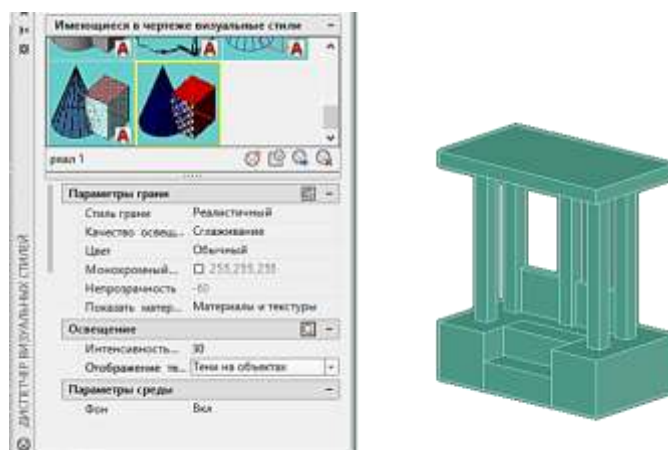 Имеющиеся в чертеже визуальные стили
реал 1
Параметры грани
Стиль грани Реалистичный
Качество освещ... Сглаживание
Цвет Обычный
Монохромный... 255,255,255
Непрозрачность -60
Показать матер... Материалы и текстуры
Освещение
Интенсивность... 30
Отображение те... Тени на объектах
Параметры среды
Фон Вкл
ДИСПЕТЧЕР ВИЗУАЛЬНЫХ СТИЛЕЙ